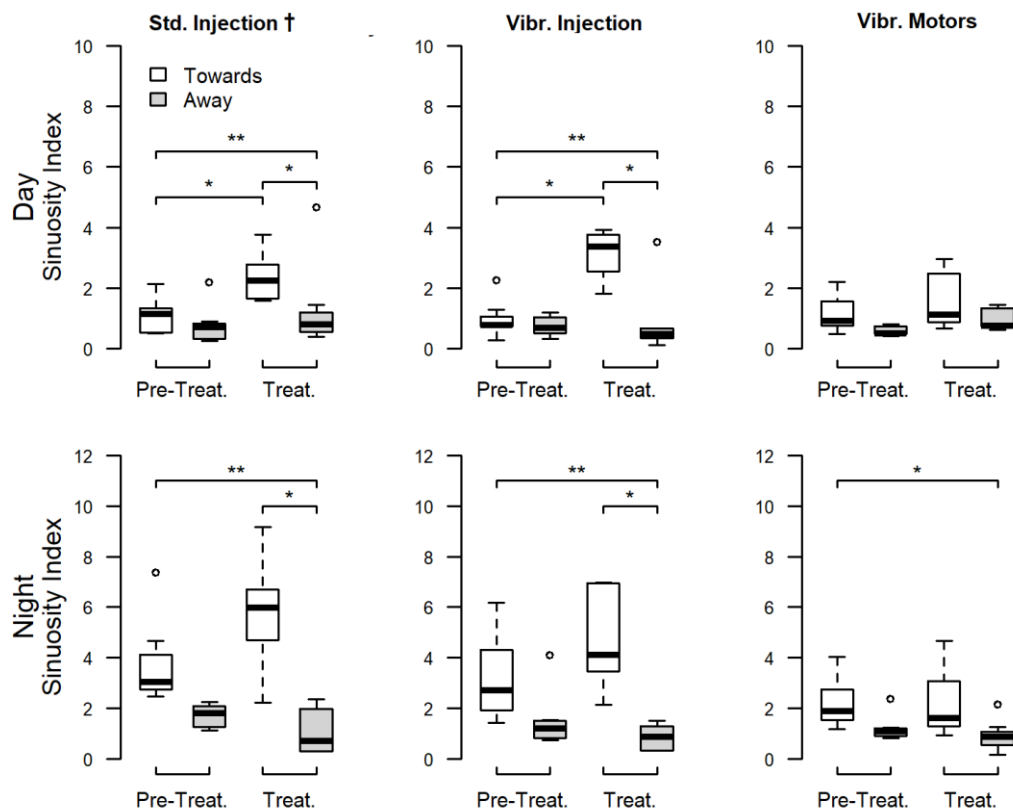 Std. Injection †
Vibr. Injection
Vibr. Motors
Day
Sinuosity Index
10
8
6
4
2
0
Towards
Away
**
*
*
Pre-Treat.
Treat.
10
8
6
4
2
0
**
*
*
Pre-Treat.
Treat.
10
8
6
4
2
0
Pre-Treat.
Treat.
Night
Sinuosity Index
12
10
8
6
4
2
0
**
*
Pre-Treat.
Treat.
12
10
8
6
4
2
0
**
*
Pre-Treat.
Treat.
12
10
8
6
4
2
0
*
Pre-Treat.
Treat.